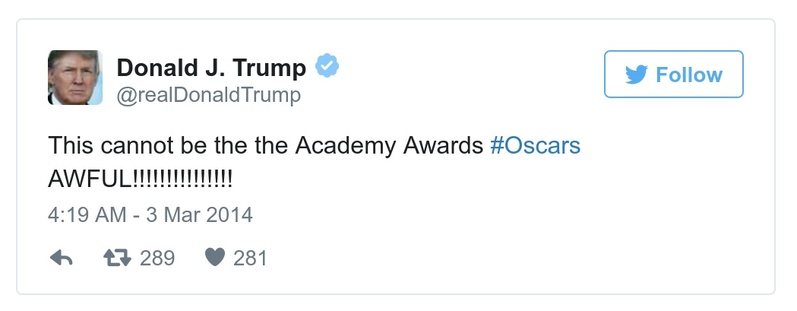 Donald J. Trump
@realDonaldTrump
Follow
This cannot be the the Academy Awards #Oscars
AWFUL!!!!!!!!!!!!!!!
4:19 AM - 3 Mar 2014
289 281